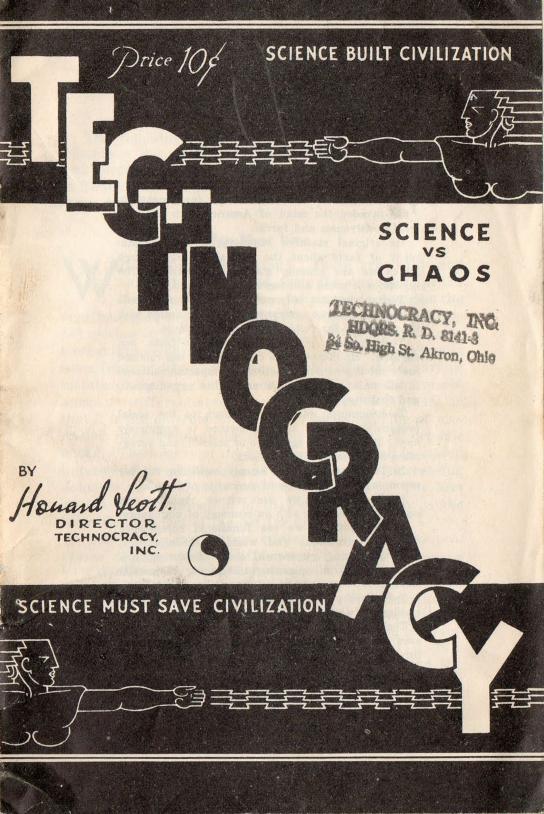 Price 10¢
SCIENCE BUILT CIVILIZATION
TECHNOCRACY
SCIENCE
VS
CHAOS
TECHNOCRACY, INC.
HDQRS. R. D. 8141-3
34 So. High St. Akron, Ohio
BY
Howard Scott.
DIRECTOR
TECHNOCRACY,
INC.
SCIENCE MUST SAVE CIVILIZATION